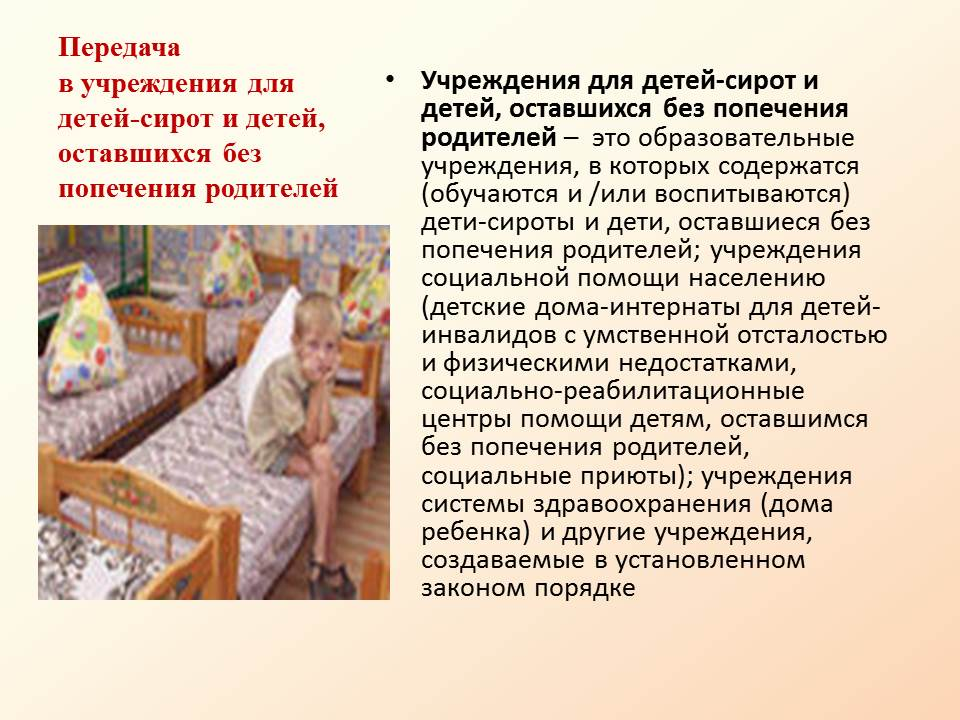 Передача
в учреждения для
детей-сирот и детей,
оставшихся без
попечения родителей
• Учреждения для детей-сирот и
детей, оставшихся без попечения
родителей – это образовательные
учреждения, в которых содержатся
(обучаются и /или воспитываются)
дети-сироты и дети, оставшиеся без
попечения родителей; учреждения
социальной помощи населению
(детские дома-интернаты для детей-
инвалидов с умственной отсталостью
и физическими недостатками,
социально-реабилитационные
центры помощи детям, оставшимся
без попечения родителей,
социальные приюты); учреждения
системы здравоохранения (дома
ребенка) и другие учреждения,
создаваемые в установленном
законом порядке